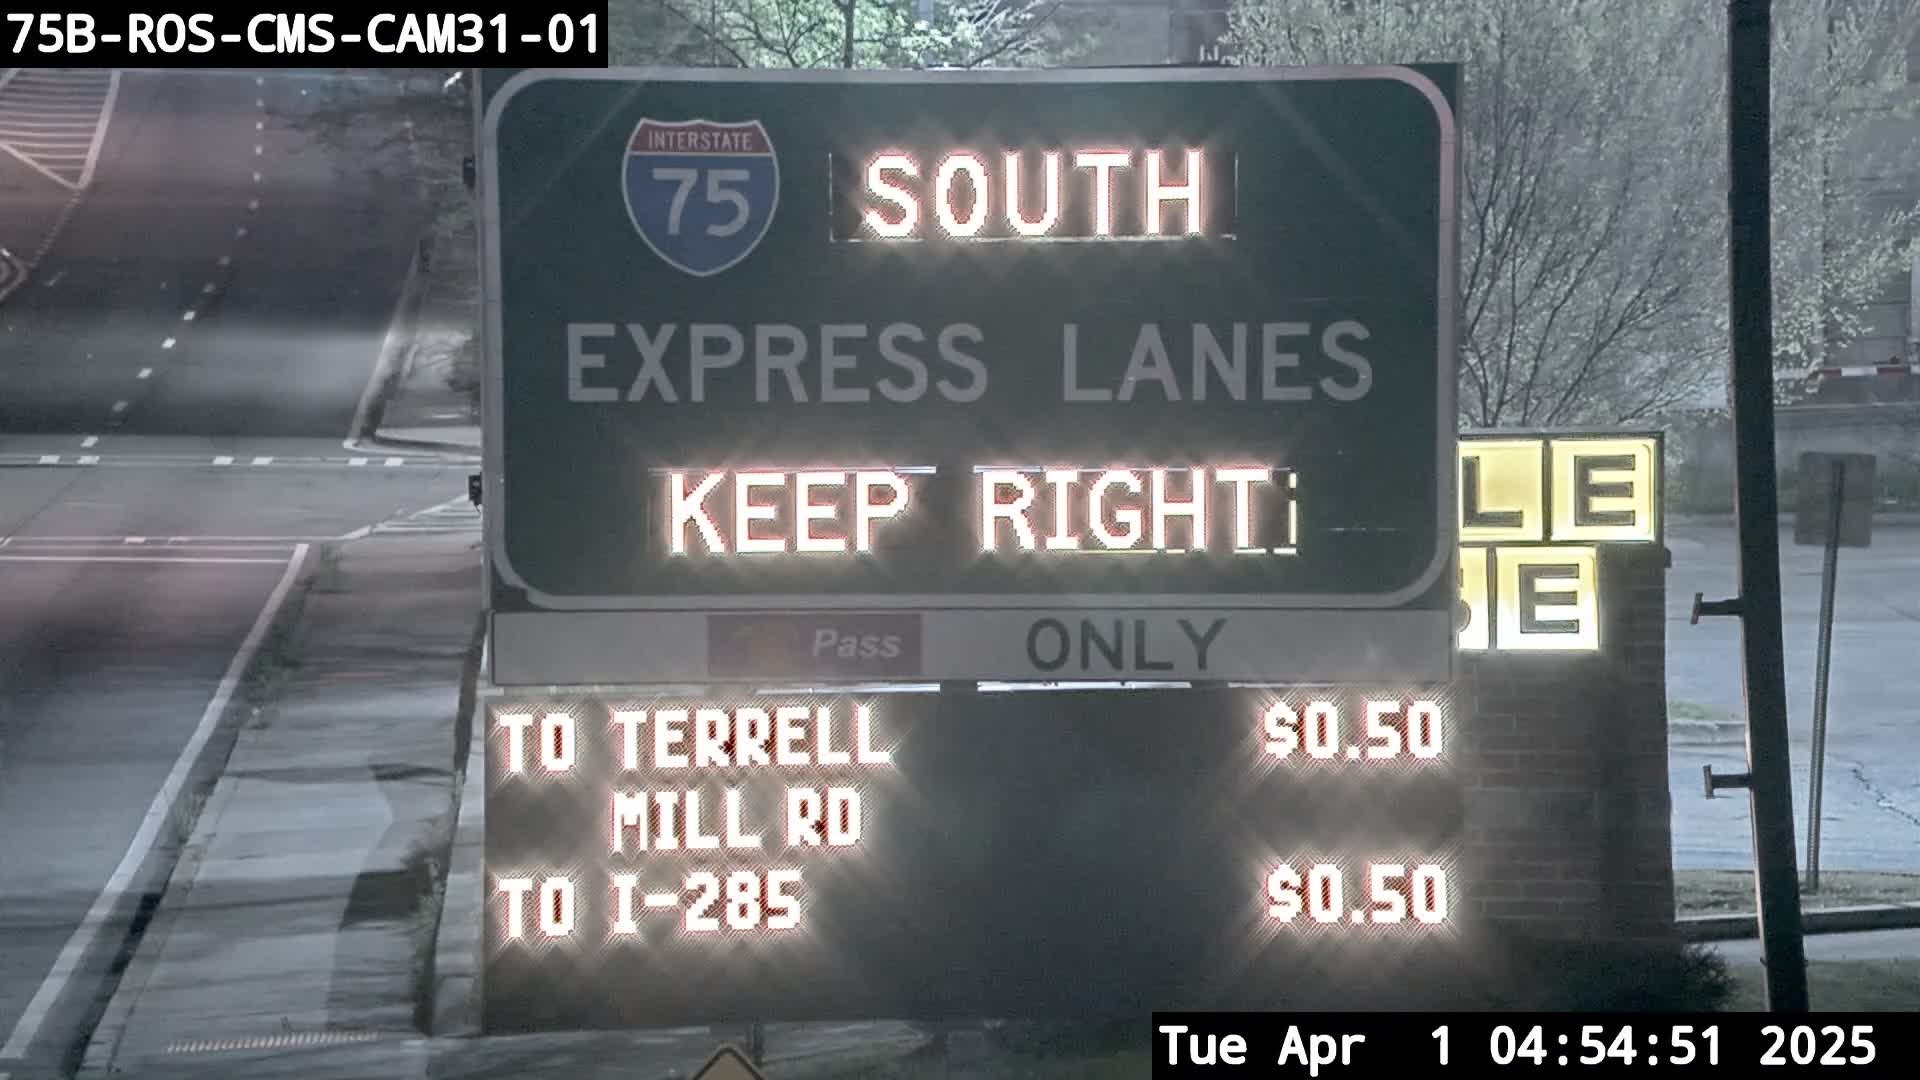 75B-ROS-CMS-CAM31-01
INTERSTATE
75
SOUTH
EXPRESS LANES
KEEP RIGHT
Pass ONLY
TO TERRELL $0.50
MILL RD
TO I-285 $0.50
LE
E
Tue Apr 1 04:54:51 2025